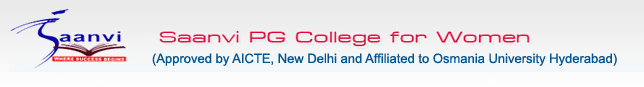 Saanvi
WHERE SUCCESS BEGINS
Saanvi PG College for Women
(Approved by AICTE, New Delhi and Affiliated to Osmania University Hyderabad)